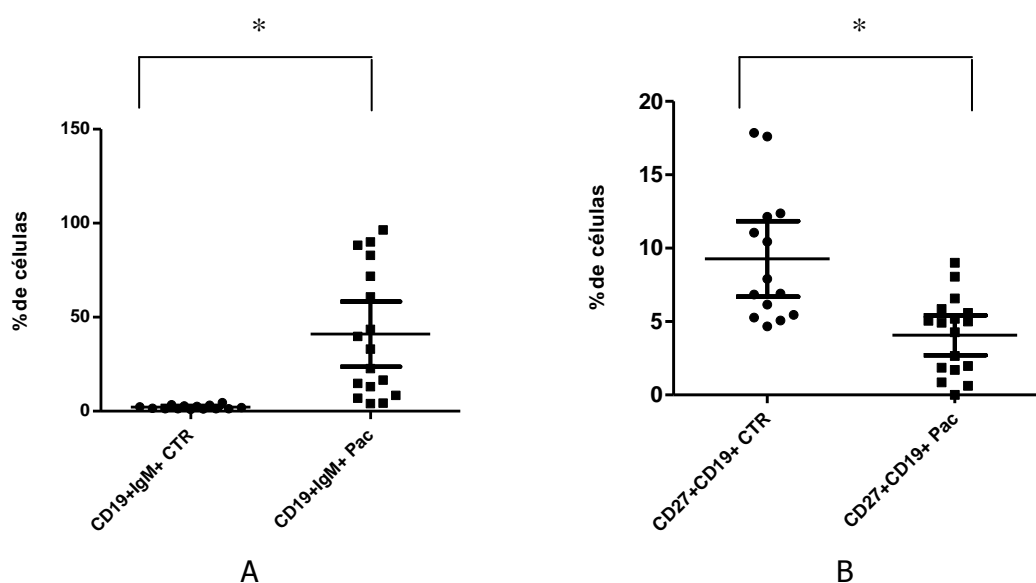 *
150
100
50
0
%de células
CD19+IgM+ CTR
CD19+IgM+ Pac
A
*
20
15
10
5
0
%de células
CD27+CD19+ CTR
CD27+CD19+ Pac
B